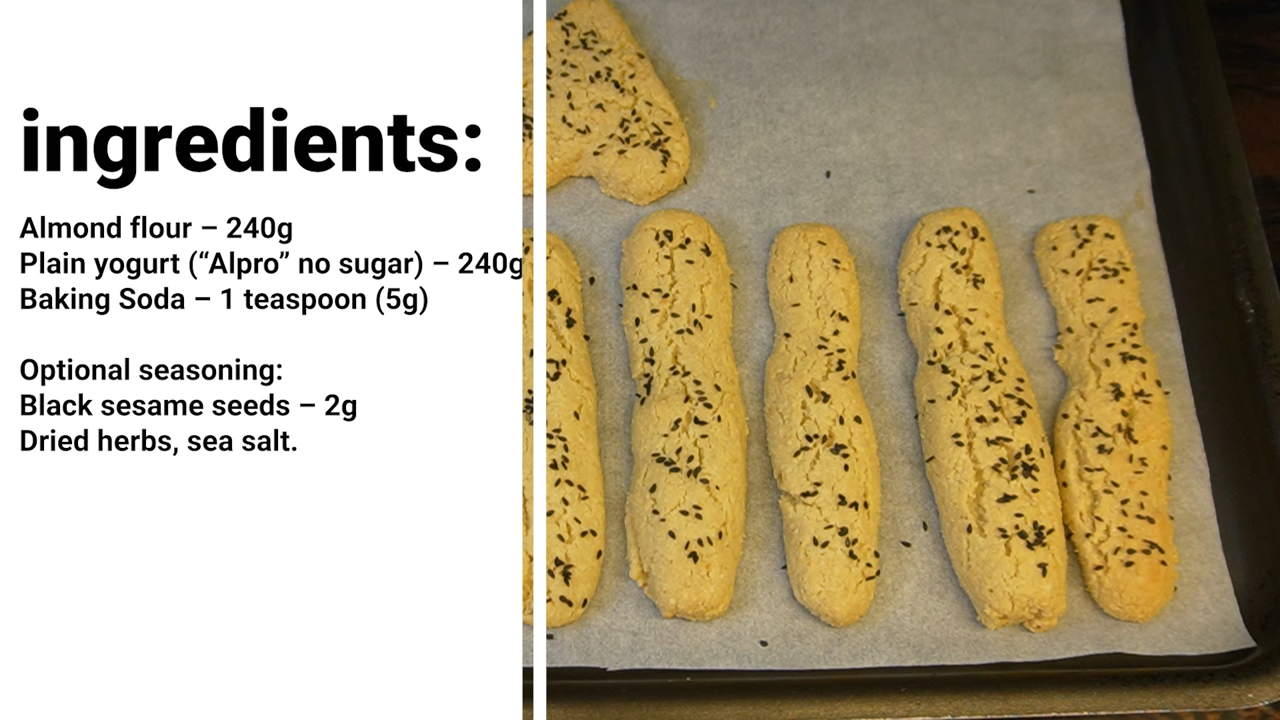 ingredients:
Almond flour – 240g
Plain yogurt (“Alpro” no sugar) – 240g
Baking Soda – 1 teaspoon (5g)
Optional seasoning:
Black sesame seeds – 2g
Dried herbs, sea salt.